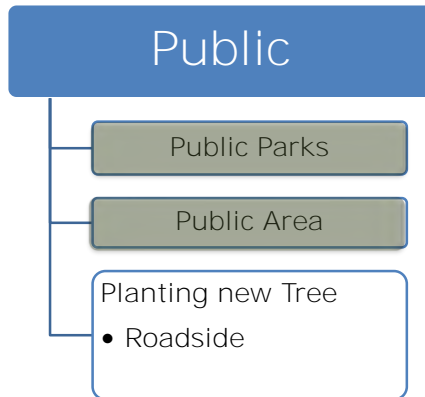 Public
Public Parks
Public Area
Planting new Tree
• Roadside